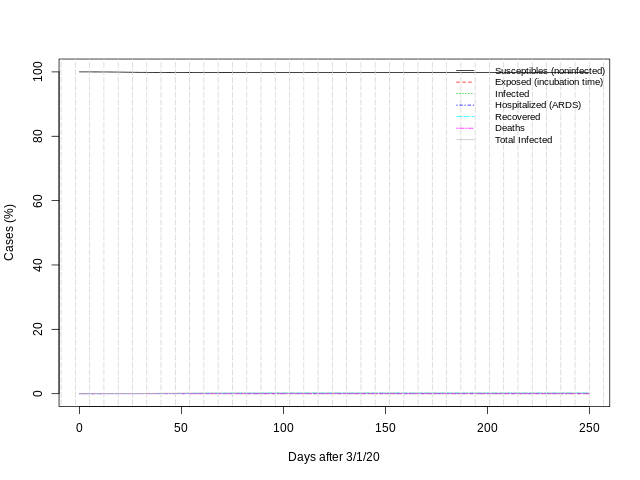 100
80
60
40
20
0
Cases (%)
Susceptibles (noninfected)
Exposed (incubation time)
Infected
Hospitalized (ARDS)
Recovered
Deaths
Total Infected
0 50 100 150 200 250
Days after 3/1/20